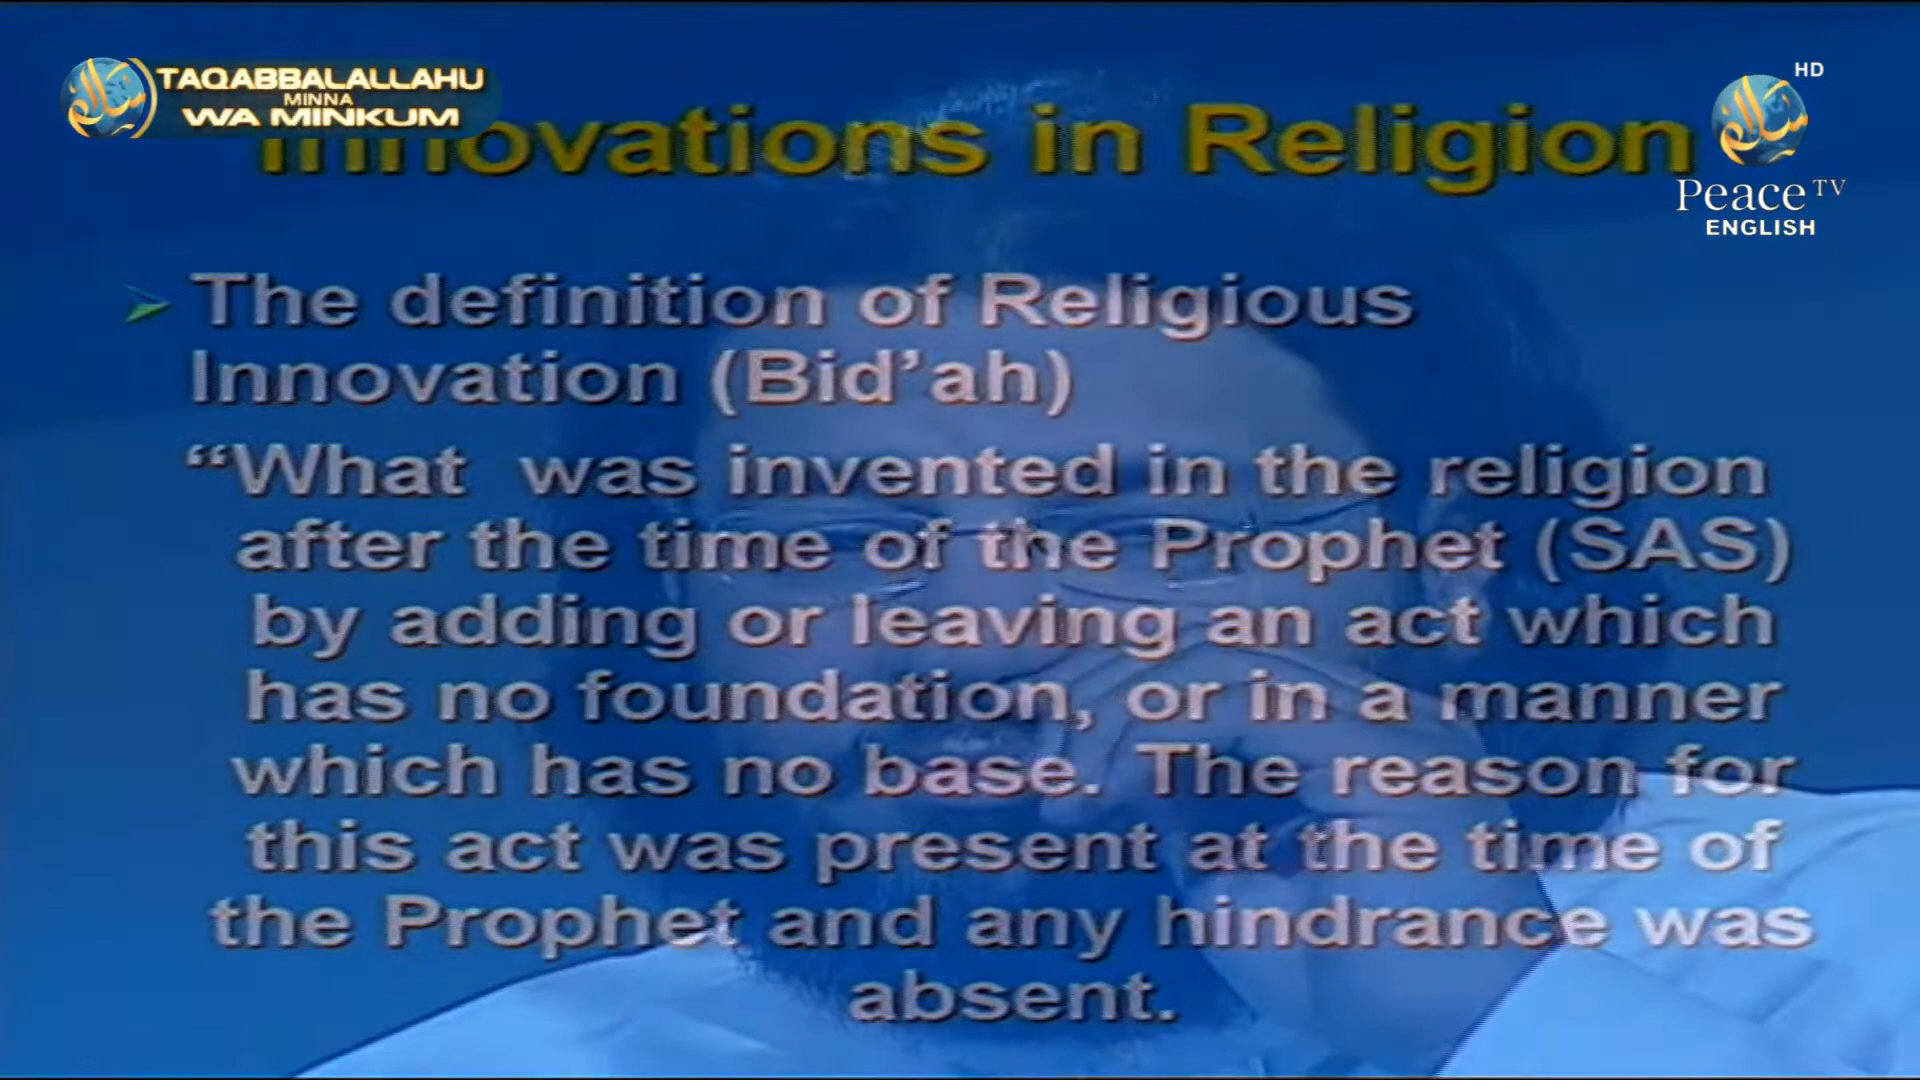 TAQABBALALLAHU
MINNA
WA MINKUM
HD
Peace TV
ENGLISH
Innovations in Religion
The definition of Religious
Innovation (Bid’ah)
“What was invented in the religion
after the time of the Prophet (SAS)
by adding or leaving an act which
has no foundation, or in a manner
which has no base. The reason for
this act was present at the time of
the Prophet and any hindrance was
absent.